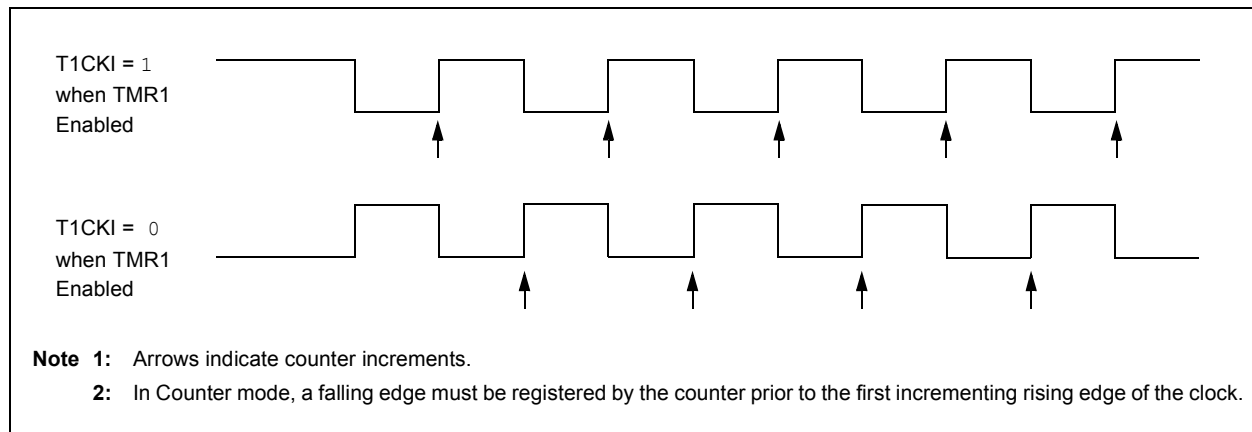 T1CKI = 1
when TMR1
Enabled
T1CKI = 0
when TMR1
Enabled
Note 1: Arrows indicate counter increments.
2: In Counter mode, a falling edge must be registered by the counter prior to the first incrementing rising edge of the clock.